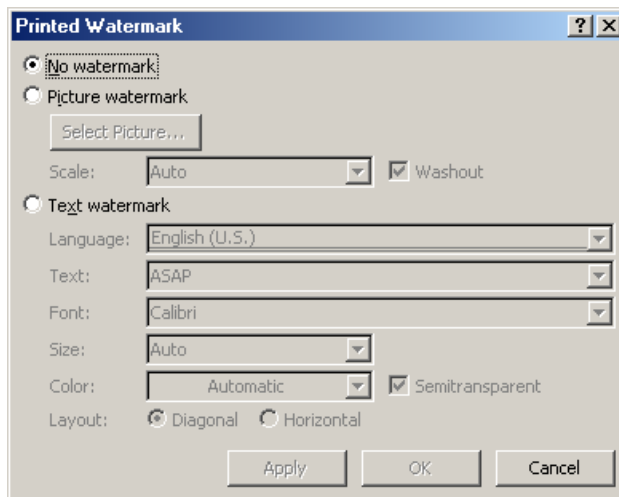 Printed Watermark
No watermark
Picture watermark
Select Picture...
Scale: Auto Washout
Text watermark
Language: English (U.S.)
Text: ASAP
Font: Calibri
Size: Auto
Color: Automatic Semitransparent
Layout: Diagonal Horizontal
Apply OK Cancel